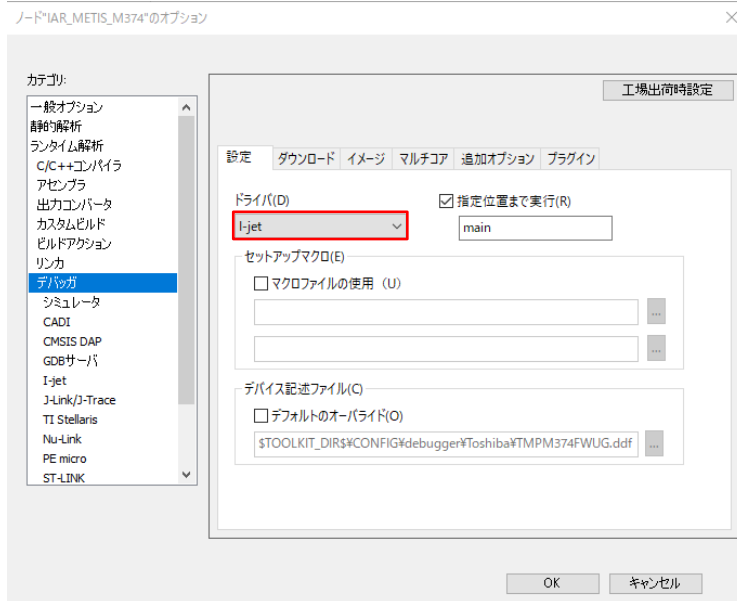 ノード"IAR_METIS_M374"のオプション
カテゴリ:
一般オプション
静的解析
ランタイム解析
C/C++コンパイラ
アセンブラ
出力コンバータ
カスタムビルド
ビルドアクション
リンカ
デバッガ
シミュレータ
CADI
CMSIS DAP
GDBサーバ
I-jet
J-Link/J-Trace
TI Stellaris
Nu-Link
PE micro
ST-LINK
工場出荷時設定
設定 ダウンロード イメージ マルチコア 追加オプション プラグイン
ドライバ(D) 指定位置まで実行(R)
I-jet main
セットアップマクロ(E)
マクロファイルの使用 (U)
...
...
デバイス記述ファイル(C)
デフォルトのオーバライド(O)
$TOOLKIT_DIR$¥CONFIG¥debugger¥Toshiba¥TMPM374FWUG.ddf ...
OK キャンセル